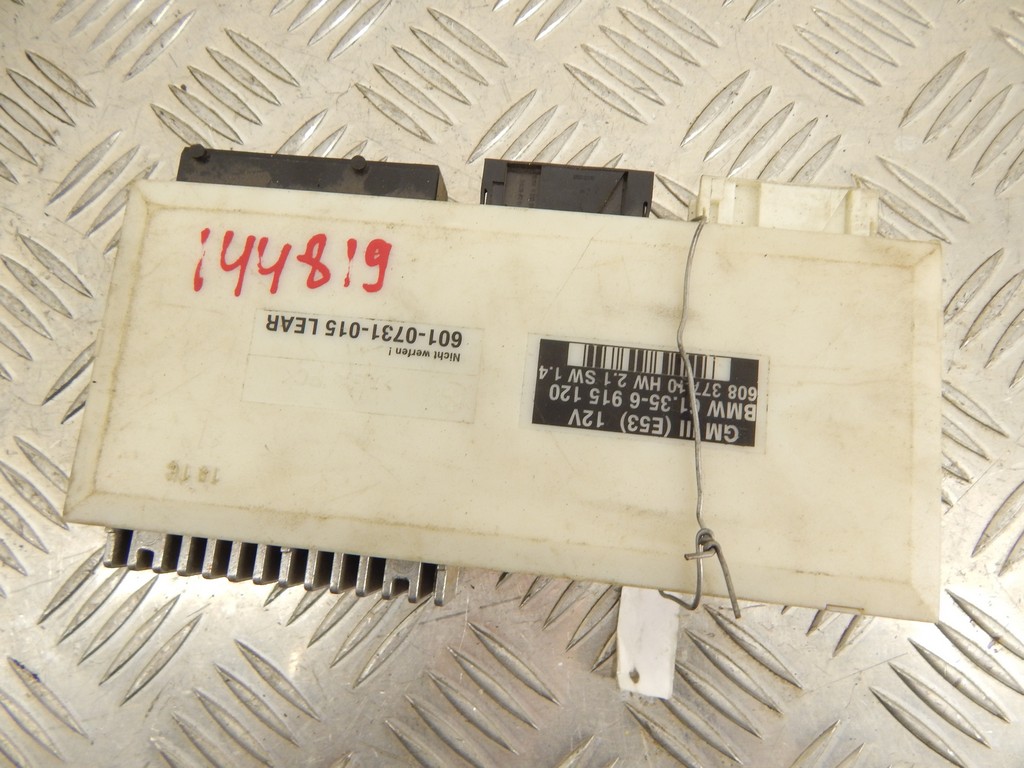 144819
601-0731-015 LEAR
Nicht werfen !
GM III (E53) 12V
BMW 61.35-6 915 120
608 HW 2.1 SW 1.4